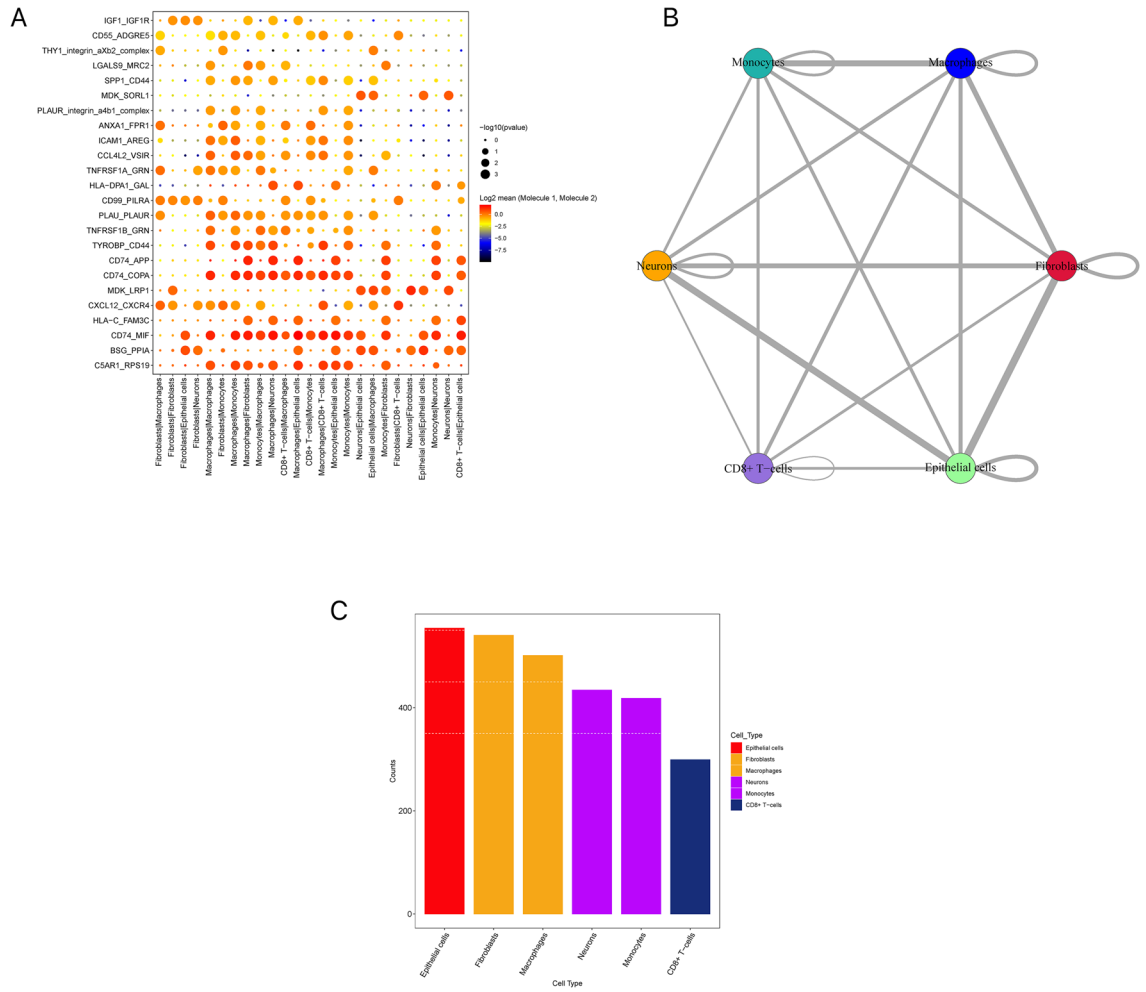 A
IGF1_IGF1R
CD55_ADGRE5
THY1_integrin_aXb2_complex
LGALS9_MRC2
SPP1_CD44
MDK_SORL1
PLAUR_integrin_a4b1_complex
ANXA1_FPR1
ICAM1_AREG
CCL4L2_VSIR
TNFRSF1A_GRN
HLA−DPA1_GAL
CD99_PILRA
PLAU_PLAUR
TNFRSF1B_GRN
TYROBP_CD44
CD74_APP
CD74_COPA
MDK_LRP1
CXCL12_CXCR4
HLA−C_FAM3C
CD74_MIF
BSG_PPIA
C5AR1_RPS19
Fibroblasts|Macrophages
Fibroblasts|Fibroblasts
Fibroblasts|Epithelial cells
Fibroblasts|Neurons
Macrophages|Macrophages
Fibroblasts|Monocytes
Macrophages|Monocytes
Macrophages|Fibroblasts
Monocytes|Macrophages
Macrophages|Neurons
CD8+ T−cells|Macrophages
Macrophages|Epithelial cells
CD8+ T−cells|Monocytes
Macrophages|CD8+ T−cells
Monocytes|Epithelial cells
Monocytes|Monocytes
Neurons|Epithelial cells
Epithelial cells|Macrophages
Monocytes|Fibroblasts
Fibroblasts|CD8+ T−cells
Neurons|Fibroblasts
Epithelial cells|Epithelial cells
Monocytes|Neurons
Neurons|Neurons
CD8+ T−cells|Epithelial cells
−log10(pvalue)
0
1
2
3
Log2 mean (Molecule 1, Molecule 2)
0.0
−2.5
−5.0
−7.5
B
Monocytes
Macrophages
Neurons
Fibroblasts
CD8+ T−cells
Epithelial cells
C
Counts
400
200
0
Epithelial cells
Fibroblasts
Macrophages
Neurons
Monocytes
CD8+ T−cells
Cell Type
Cell_Type
Epithelial cells
Fibroblasts
Macrophages
Neurons
Monocytes
CD8+ T−cells